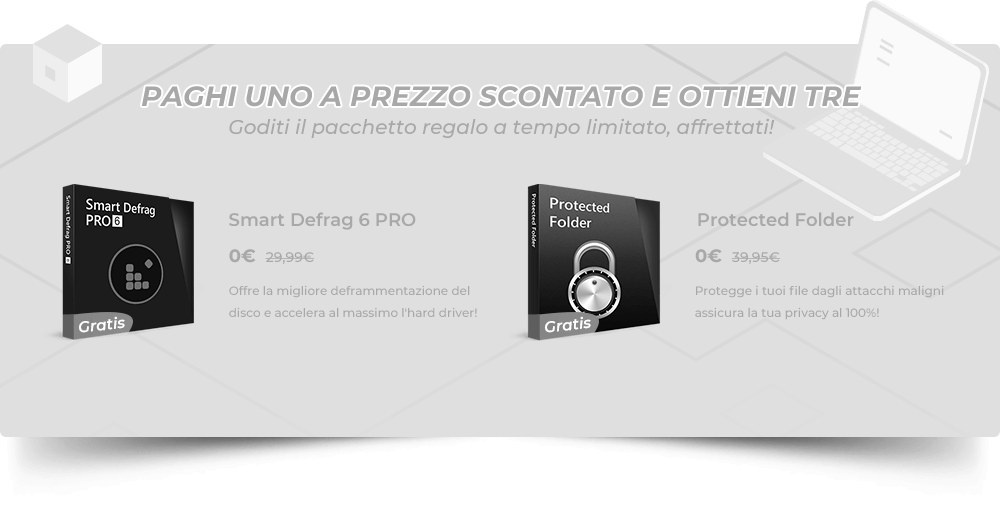 PAGHI UNO A PREZZO SCONTATO E OTTIENI TRE
Goditi il pacchetto regalo a tempo limitato, affrettati!
Smart Defrag PRO 6
Smart Defrag
PRO 6
Gratis
Smart Defrag 6 PRO
0€ 29,99€
Offre la migliore deframmentazione del
disco e accelera al massimo l'hard driver!
Protected Folder
Protected
Folder
Gratis
Protected Folder
0€ 39,95€
Protegge i tuoi file dagli attacchi maligni
assicura la tua privacy al 100%!